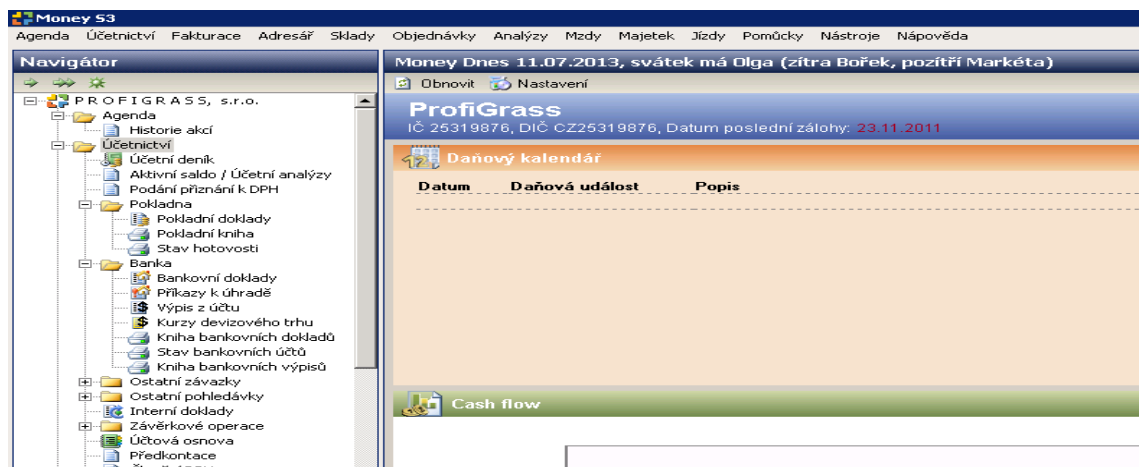 Money S3
Agenda Účetnictví Fakturace Adresář Sklady Objednávky Analýzy Mzdy Majetek Jízdy Pomůcky Nástroje Nápověda
Navigátor
PROFIGRASS, s.r.o.
Agenda
Historie akcí
Účetnictví
Účetní deník
Aktivní saldo / Účetní analýzy
Podání přiznání k DPH
Pokladna
Pokladní doklady
Pokladní kniha
Stav hotovosti
Banka
Bankovní doklady
Příkazy k úhradě
Výpis z účtu
Kurzy devizového trhu
Kniha bankovních dokladů
Stav bankovních účtů
Kniha bankovních výpisů
Ostatní závazky
Ostatní pohledávky
Interní doklady
Závěrkové operace
Účtová osnova
Předkontace
Money Dnes 11.07.2013, svátek má Olga (zítra Bořek, pozítří Markéta)
Obnovit Nastavení
ProfiGrass
IČ 25319876, DIČ CZ25319876, Datum poslední zálohy: 23.11.2011
Daňový kalendář
Datum Daňová událost Popis
Cash flow